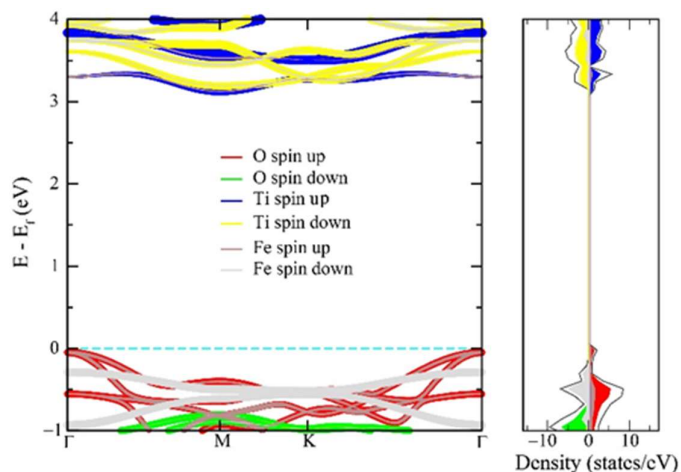 4
3
2
1
0
−1
E - E_f (eV)
O spin up
O spin down
Ti spin up
Ti spin down
Fe spin up
Fe spin down
Γ M K Γ
−10 0 10
Density (states/eV)